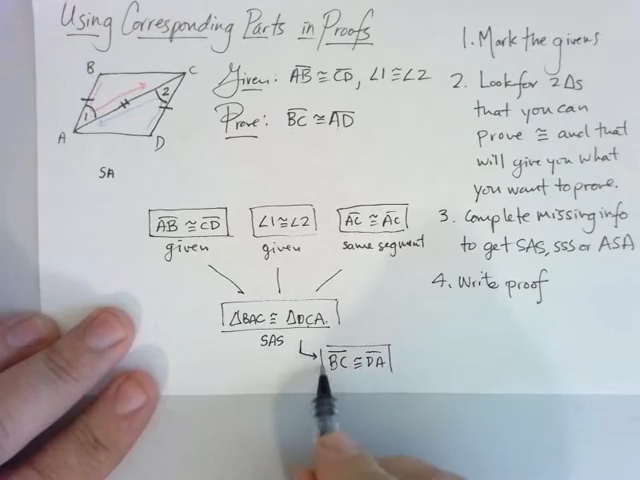 Using Corresponding Parts in Proofs
B
C
A
D
1
2
Given: AB ≅ CD, ∠1 ≅ ∠2
Prove: BC ≅ AD
SA
AB ≅ CD
given
∠1 ≅ ∠2
given
AC ≅ AC
same segment
△BAC ≅ △DCA.
SAS
BC ≅ DA
1. Mark the givens
2. Look for 2△s
that you can
prove ≅ and that
will give you what
you want to prove.
3. Complete missing info
to get SAS, SSS or ASA
4. Write proof